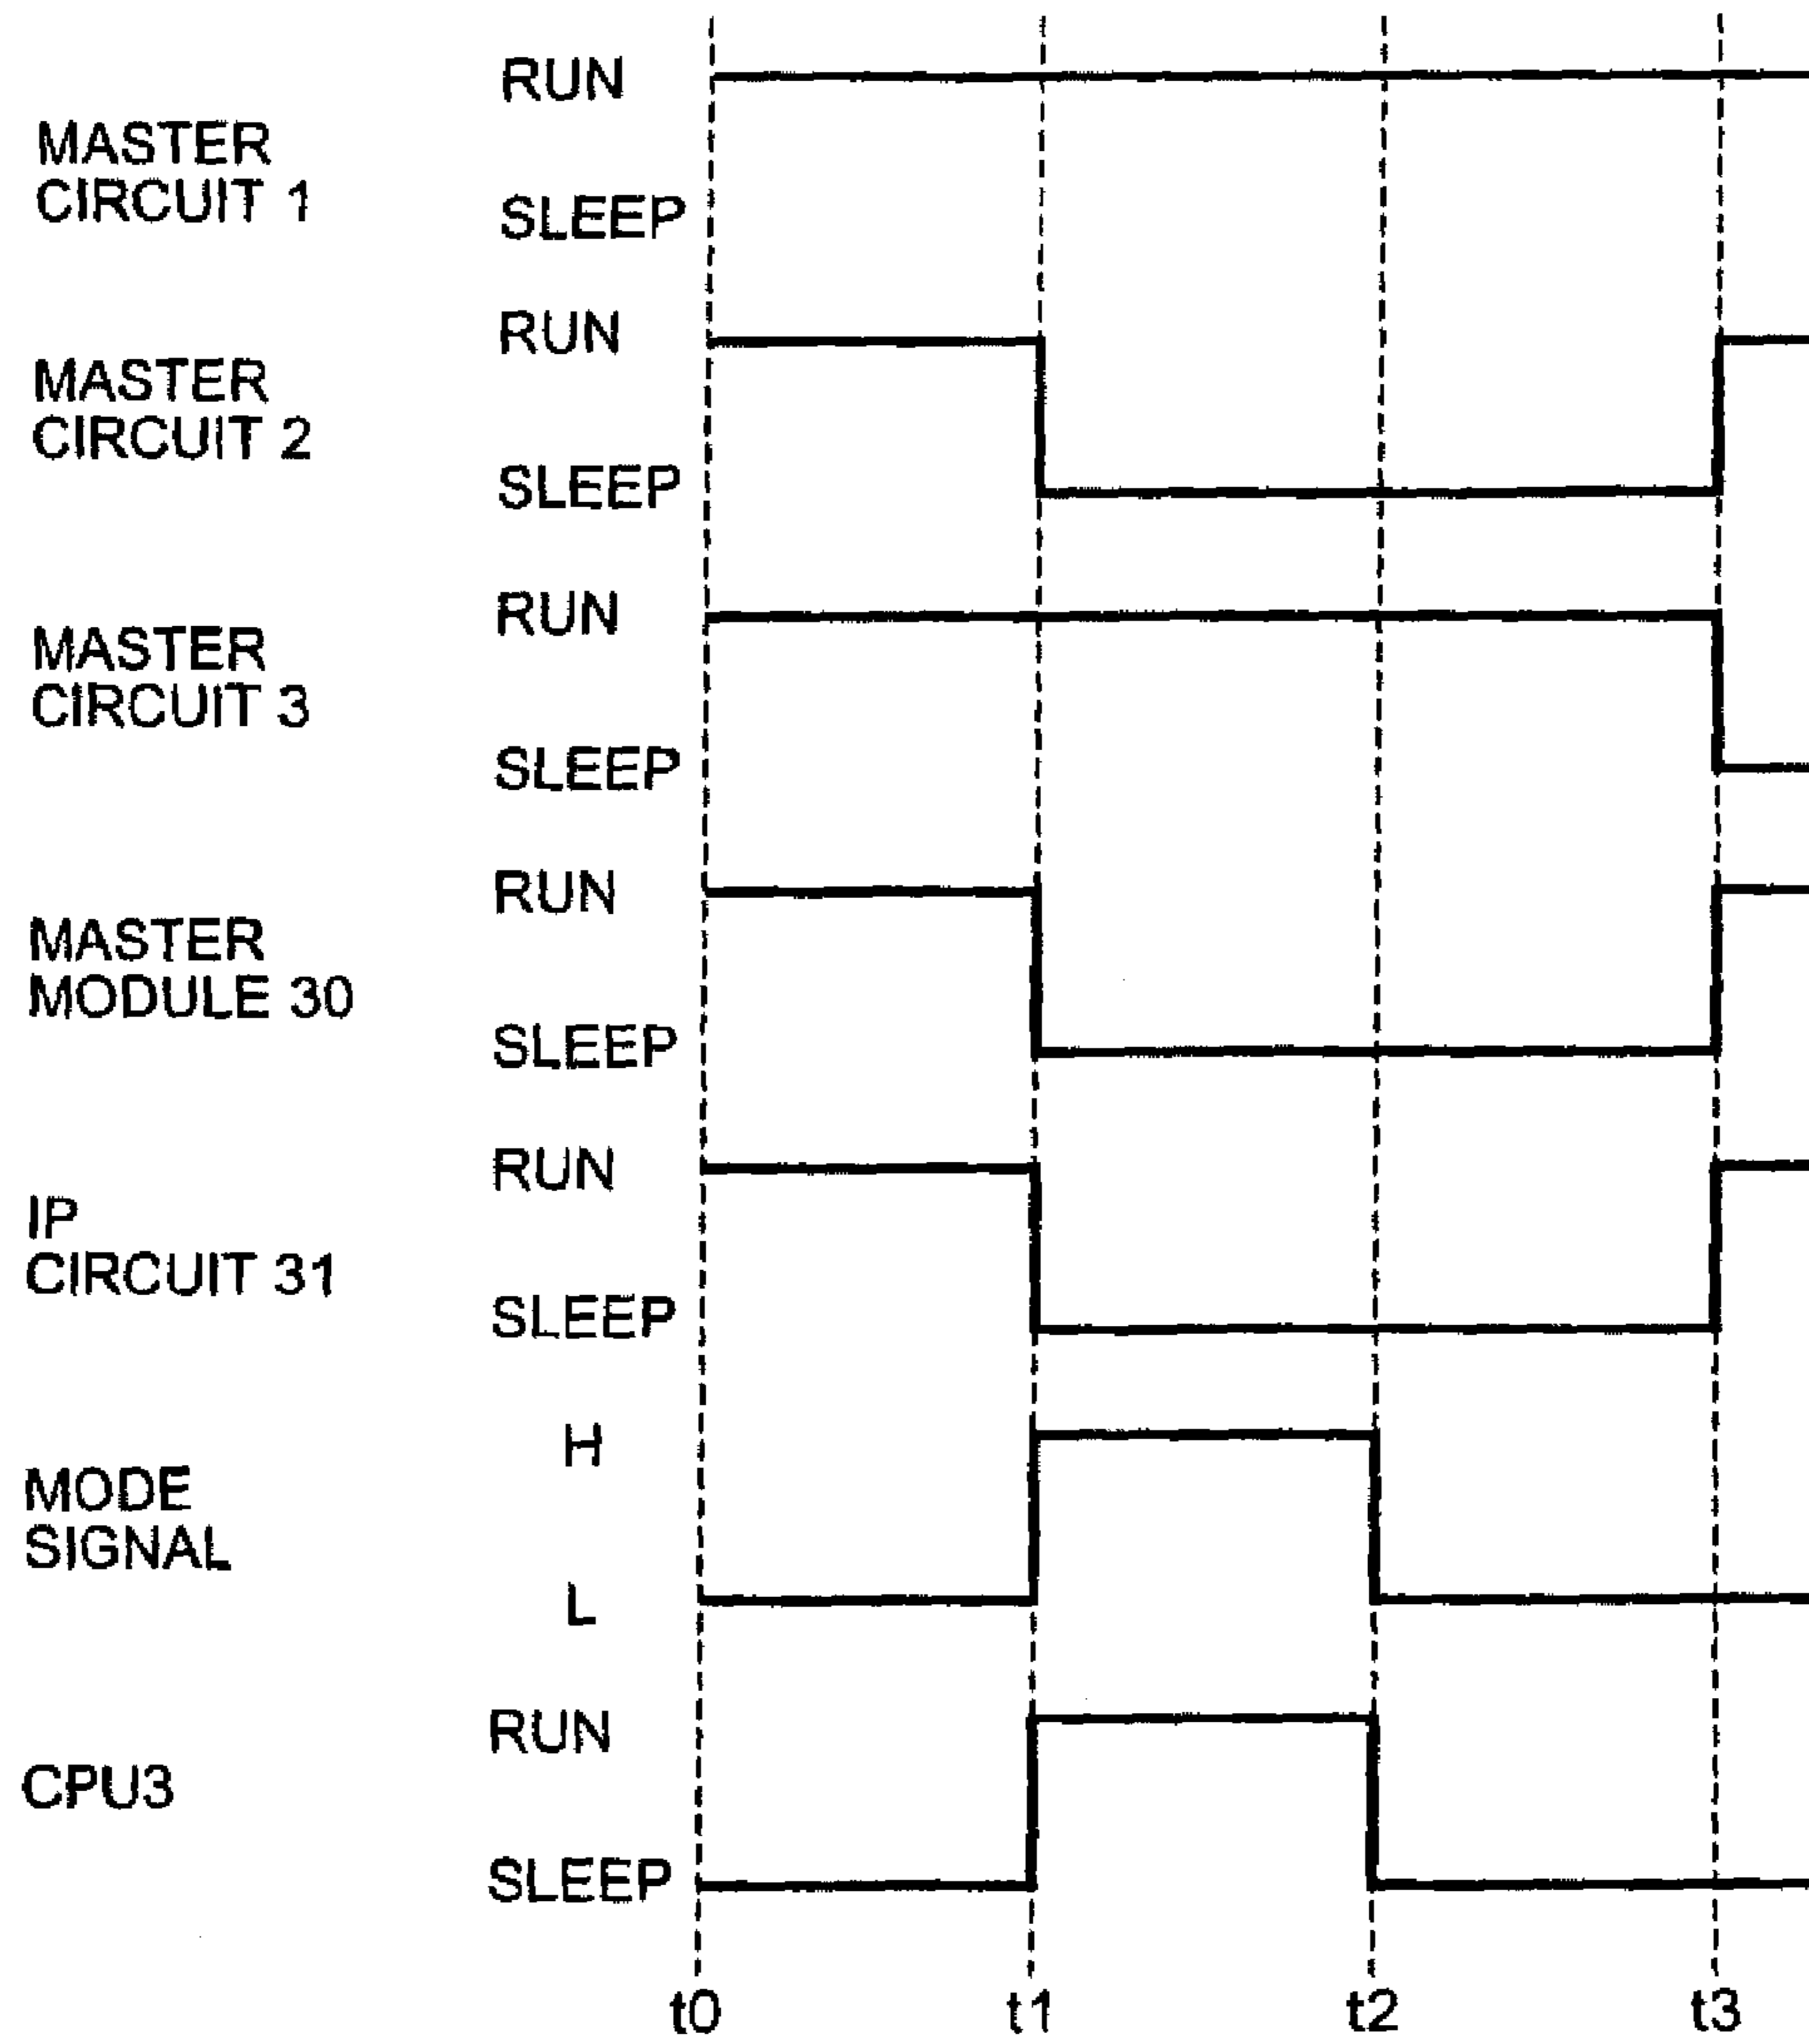 RUN
MASTER
CIRCUIT 1
SLEEP
RUN
MASTER
CIRCUIT 2
SLEEP
RUN
MASTER
CIRCUIT 3
SLEEP
RUN
MASTER
MODULE 30
SLEEP
RUN
IP
CIRCUIT 31
SLEEP
H
MODE
SIGNAL
L
RUN
CPU3
SLEEP
t0 t1 t2 t3